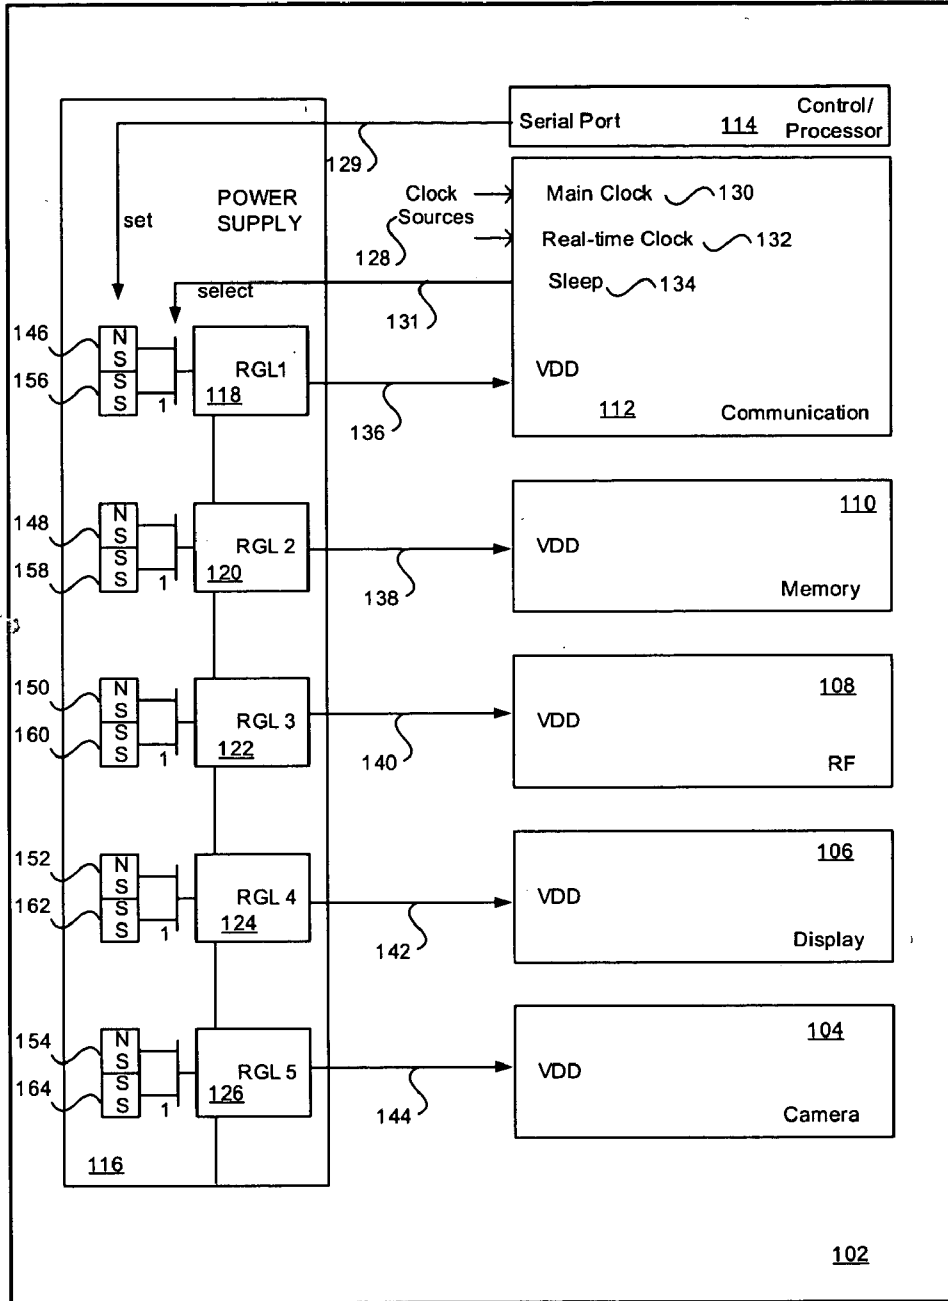 Serial Port 114 Control/
Processor
129
POWER
SUPPLY
set
Clock
Sources
128
Main Clock 130
Real-time Clock 132
Sleep 134
select
131
146 N
S
156 S
S
1
RGL1
118
136
VDD
112
Communication
148 N
S
158 S
S
1
RGL 2
120
138
110
VDD
Memory
150 N
S
160 S
S
1
RGL 3
122
140
108
VDD
RF
152 N
S
162 S
S
1
RGL 4
124
142
106
VDD
Display
154 N
S
164 S
S
1
RGL 5
126
144
104
VDD
Camera
116
102